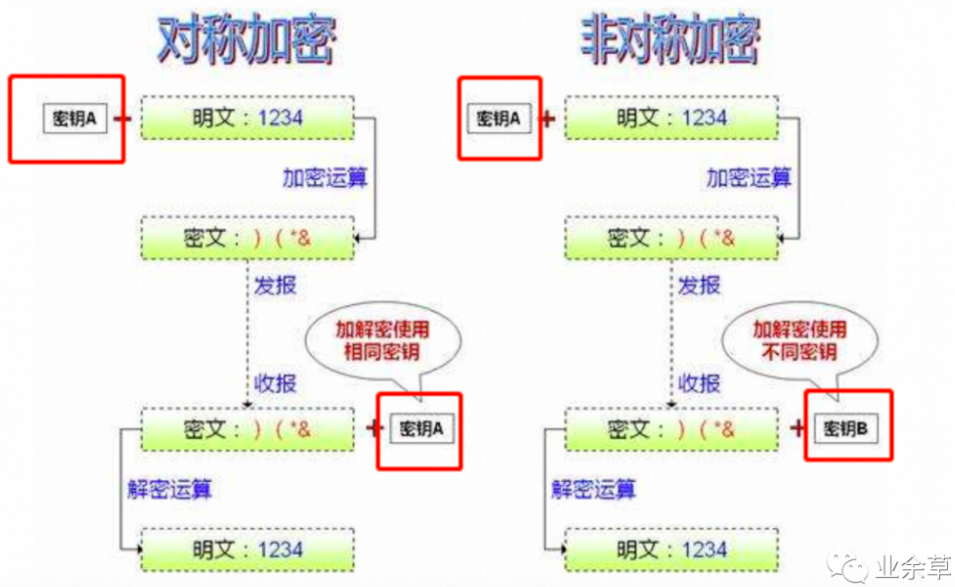 对称加密
密钥A + 明文：1234
加密运算
密文：）（*&
发报
加解密使用
相同密钥
收报
密文：）（*& + 密钥A
解密运算
明文：1234
非对称加密
密钥A + 明文：1234
加密运算
密文：）（*&
发报
加解密使用
不同密钥
收报
密文：）（*& + 密钥B
解密运算
明文：1234
业余草